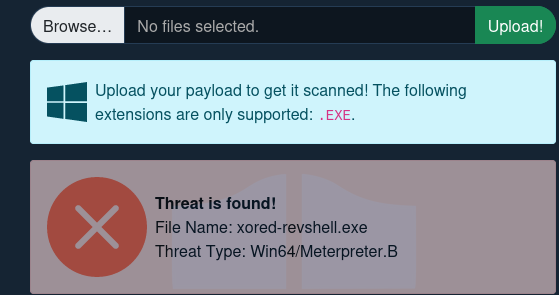 Browse... No files selected. Upload!
Upload your payload to get it scanned! The following
extensions are only supported: .EXE.
Threat is found!
File Name: xored-revshell.exe
Threat Type: Win64/Meterpreter.B